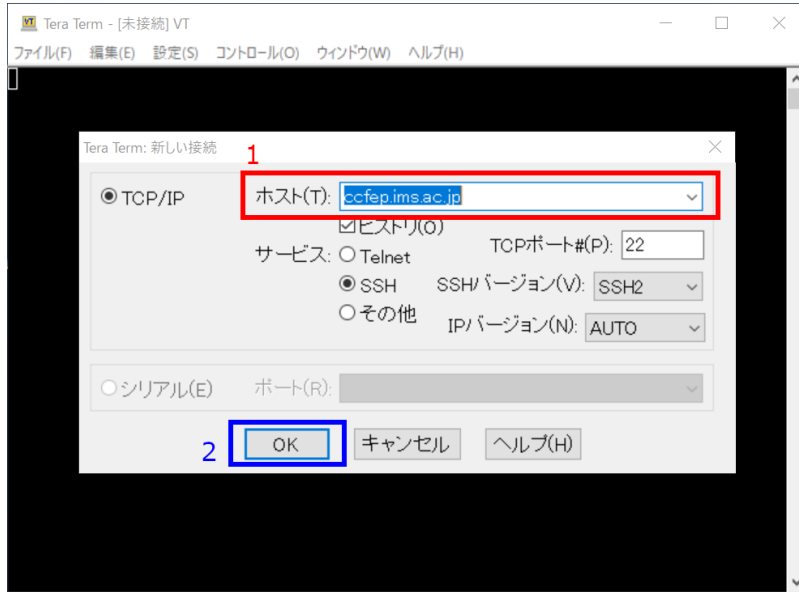 Tera Term - [未接続] VT
ファイル(F) 編集(E) 設定(S) コントロール(O) ウィンドウ(W) ヘルプ(H)
Tera Term: 新しい接続
1
TCP/IP
ホスト(T): ccfep.ims.ac.jp
ヒストリ(O)
サービス: Telnet
TCPポート#(P): 22
SSH
SSHバージョン(V): SSH2
その他
IPバージョン(N): AUTO
シリアル(E)
ポート(R):
2
OK
キャンセル
ヘルプ(H)